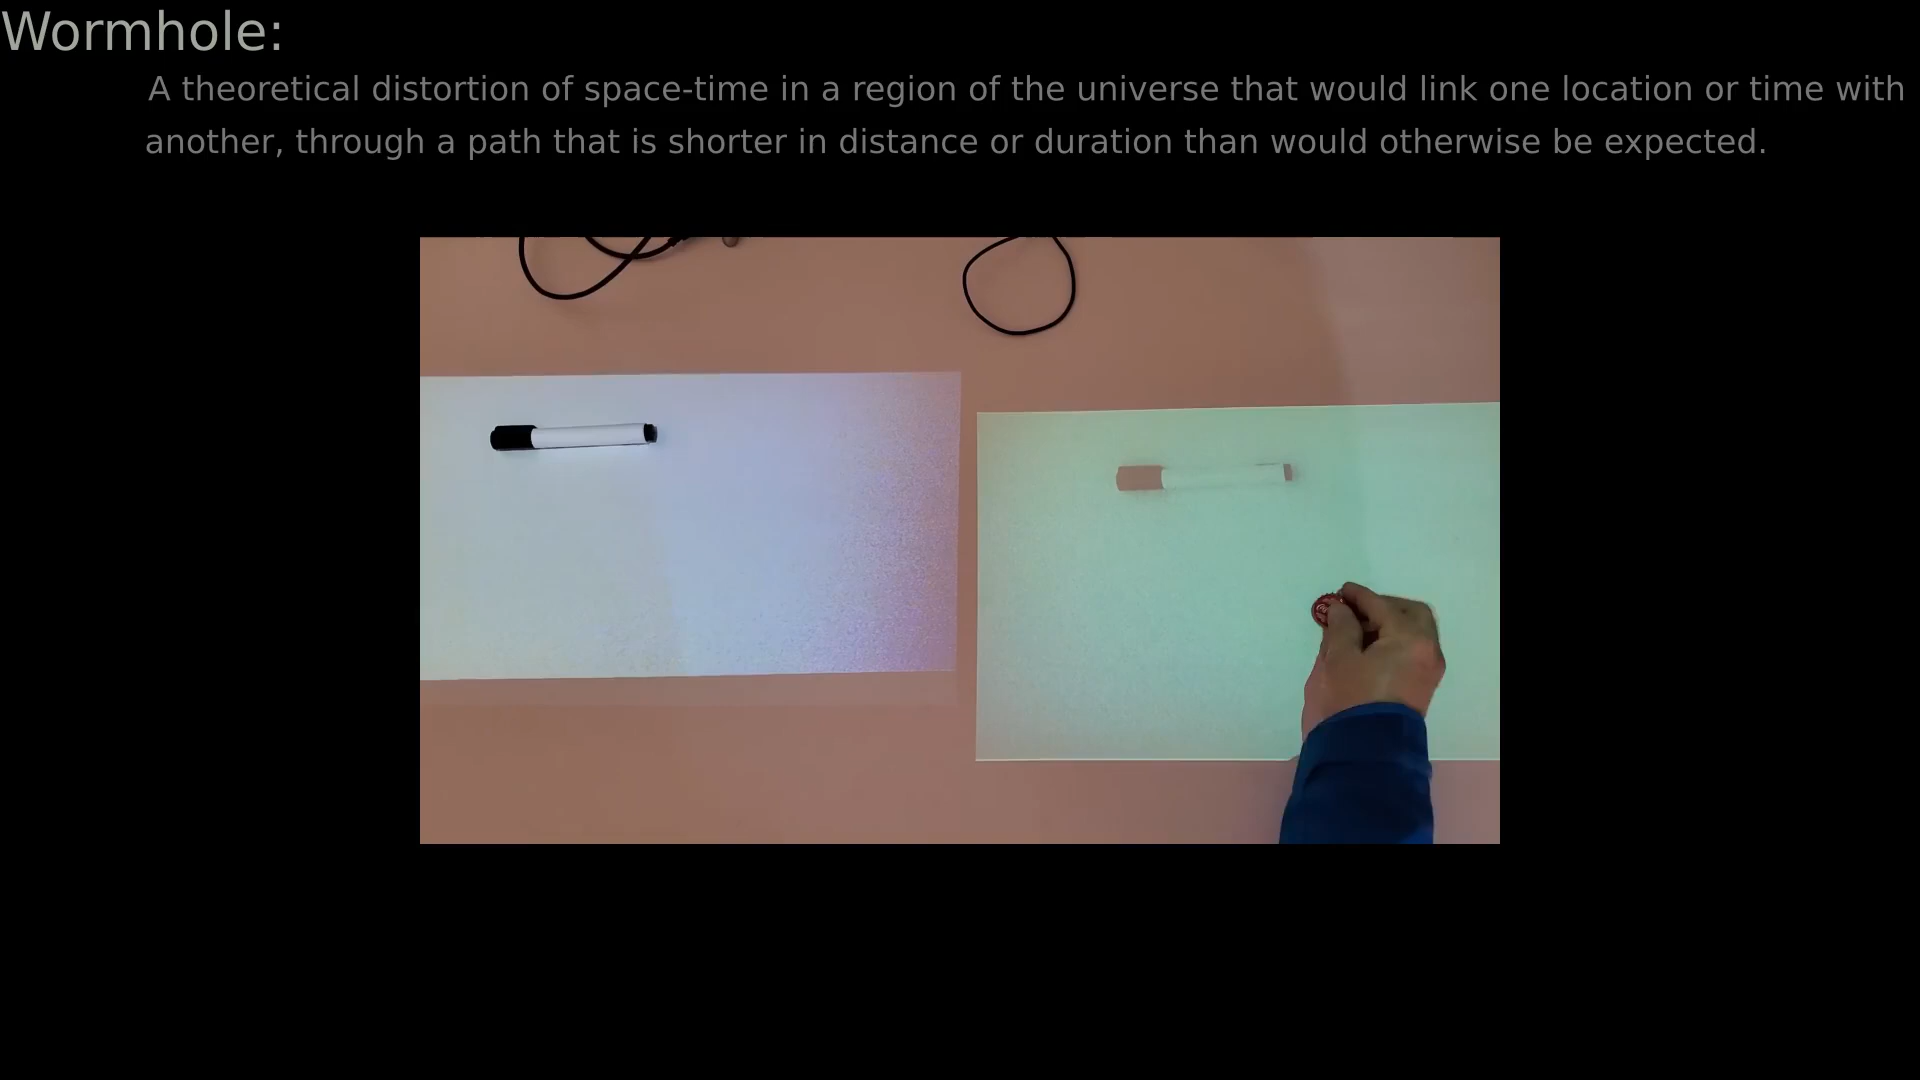 Wormhole:
A theoretical distortion of space-time in a region of the universe that would link one location or time with
another, through a path that is shorter in distance or duration than would otherwise be expected.